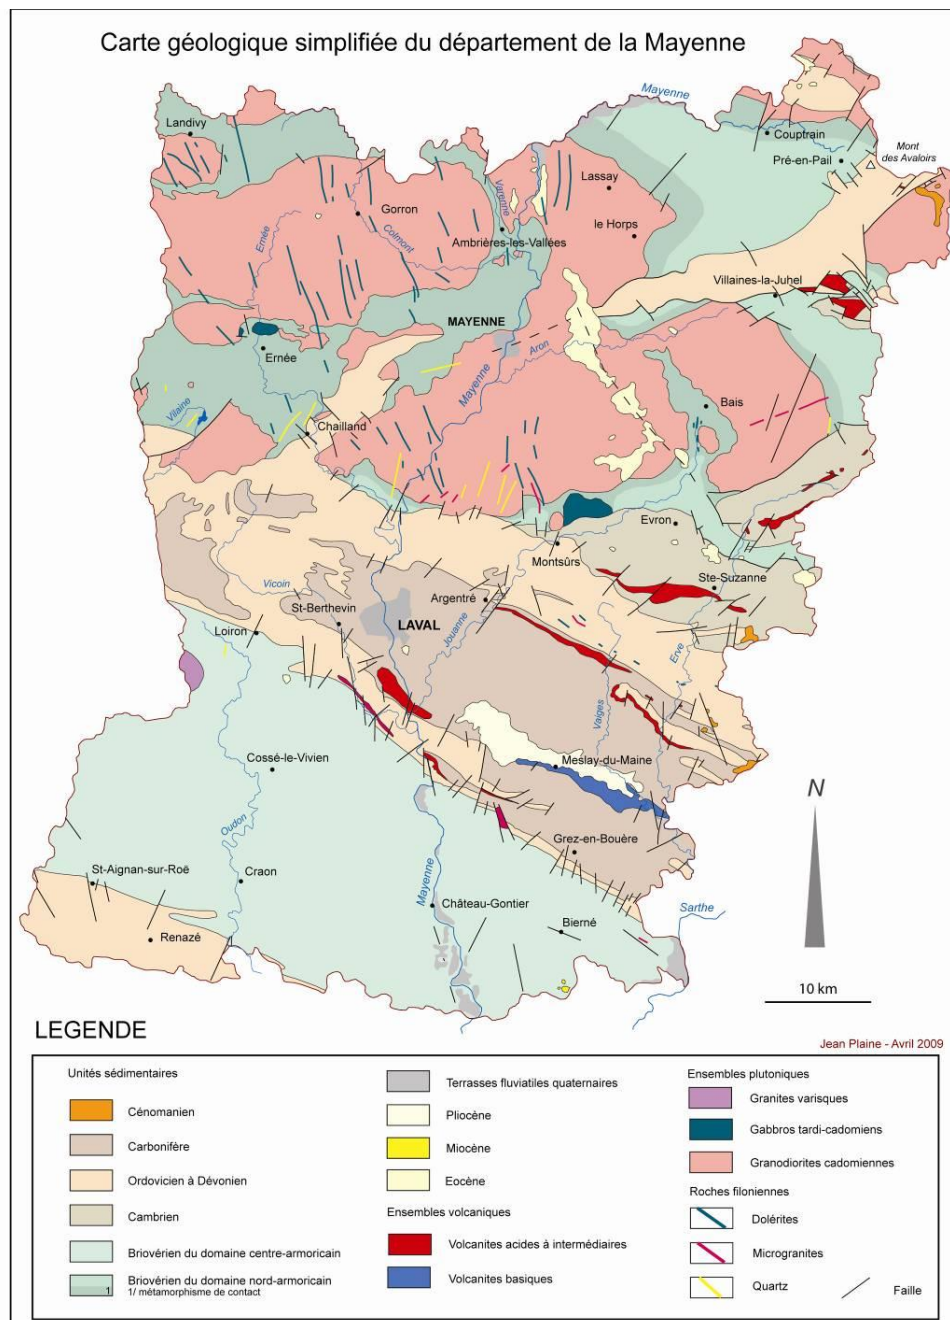 Carte géologique simplifiée du département de la Mayenne
Landivy
Mayenne
Couptrain
Mont
des Avaloirs
Pré-en-Pail
Lassay
Varenne
Gorron
Ernée
Colmont
le Horps
Ambrières-les-Vallées
Villaines-la-Juhel
MAYENNE
Ernée
Aron
Mayenne
Vilaine
Bais
Chailland
Evron
Montsûrs
Vicoin
Ste-Suzanne
St-Berthevin
Argentré
LAVAL
Loiron
Jouanne
Erve
Vaiges
Cossé-le-Vivien
Meslay-du-Maine
N
Oudon
Grez-en-Bouère
St-Aignan-sur-Roë
Craon
Mayenne
Château-Gontier
Sarthe
Bierné
Renazé
10 km
LEGENDE
Jean Plaine - Avril 2009
Unités sédimentaires
Cénomanien
Carbonifère
Ordovicien à Dévonien
Cambrien
Briovérien du domaine centre-armoricain
Briovérien du domaine nord-armoricain
1
1/ métamorphisme de contact
Terrasses fluviatiles quaternaires
Pliocène
Miocène
Eocène
Ensembles volcaniques
Volcanites acides à intermédiaires
Volcanites basiques
Ensembles plutoniques
Granites varisques
Gabbros tardi-cadomiens
Granodiorites cadomiennes
Roches filoniennes
Dolérites
Microgranites
Quartz
Faille